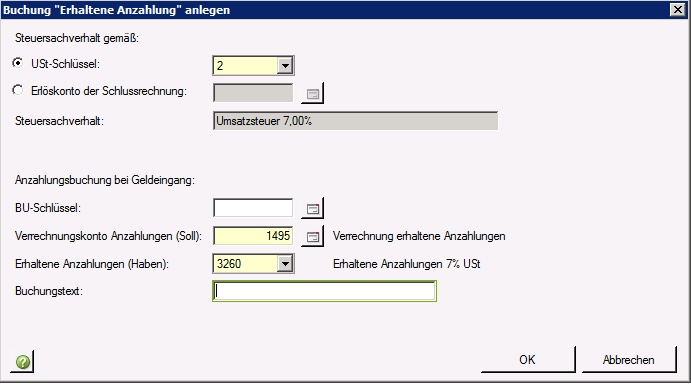 Buchung "Erhaltene Anzahlung" anlegen
Steuersachverhalt gemäß:
USt-Schlüssel: 2
Erlöskonto der Schlussrechnung:
Steuersachverhalt: Umsatzsteuer 7,00%
Anzahlungsbuchung bei Geldeingang:
BU-Schlüssel:
Verrechnungskonto Anzahlungen (Soll): 1495 Verrechnung erhaltene Anzahlungen
Erhaltene Anzahlungen (Haben): 3260 Erhaltene Anzahlungen 7% USt
Buchungstext:
? OK Abbrechen